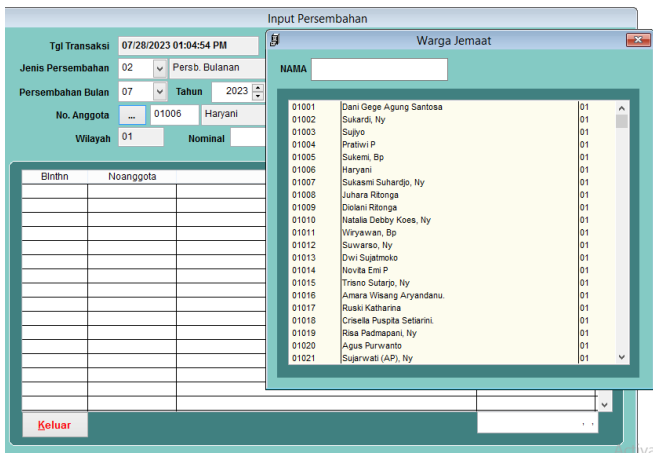 Input Persembahan
Tgl Transaksi 07/28/2023 01:04:54 PM
Jenis Persembahan 02 Persb. Bulanan
Persembahan Bulan 07 Tahun 2023
No. Anggota ... 01006 Haryani
Wilayah 01 Nominal
Blnthn Noanggota
Keluar
, ,
Warga Jemaat
NAMA
01001 Dani Gege Agung Santosa 01
01002 Sukardi, Ny 01
01003 Sujiyo 01
01004 Pratiwi P 01
01005 Sukemi, Bp 01
01006 Haryani 01
01007 Sukasmi Suhardjo, Ny 01
01008 Juhara Ritonga 01
01009 Diolani Ritonga 01
01010 Natalia Debby Koes, Ny 01
01011 Wiryawan, Bp 01
01012 Suwarso, Ny 01
01013 Dwi Sujatmoko 01
01014 Novita Emi P 01
01015 Trisno Sutarjo, Ny 01
01016 Amara Wisang Aryandanu. 01
01017 Ruski Katharina 01
01018 Crisella Puspita Setiarini. 01
01019 Risa Padmapani, Ny 01
01020 Agus Purwanto 01
01021 Sujarwati (AP), Ny 01